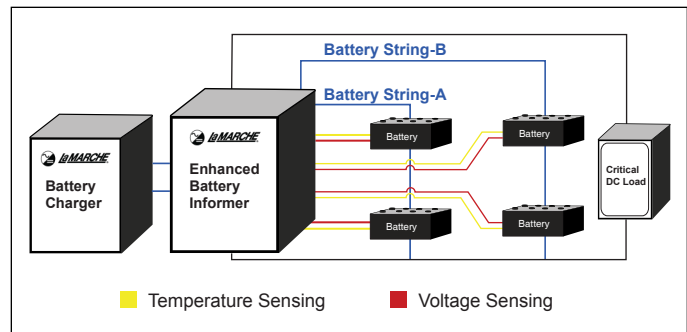 Battery String-B
Battery String-A
La MARCHE
Battery
Charger
La MARCHE
Enhanced
Battery
Informer
Battery
Battery
Battery
Battery
Critical
DC Load
Temperature Sensing
Voltage Sensing